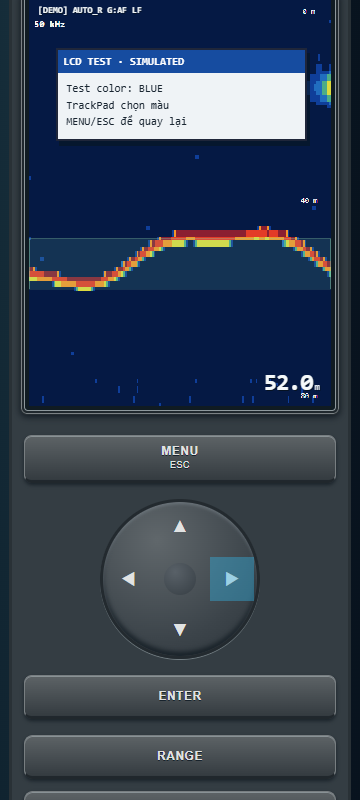 [DEMO] AUTO_R G:AF LF
0 m
50 kHz
LCD TEST · SIMULATED
Test color: BLUE
TrackPad chọn màu
MENU/ESC để quay lại
40 m
52.0m
80 m
MENU
ESC
ENTER
RANGE